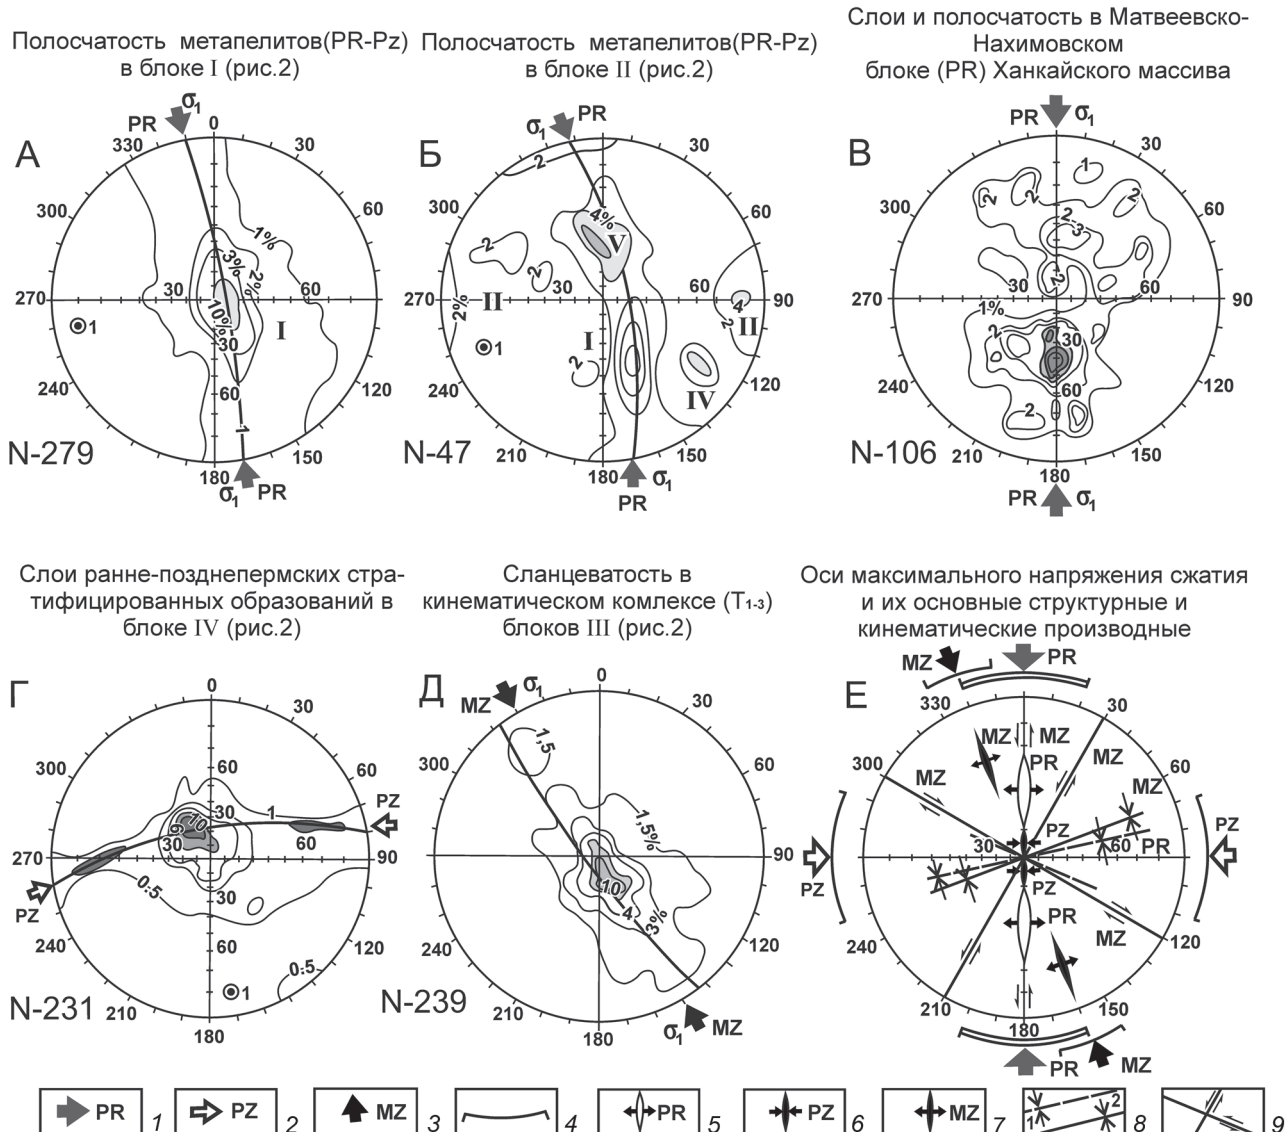 Полосчатость метапелитов(PR-Pz)
в блоке I (рис.2)
Полосчатость метапелитов(PR-Pz)
в блоке II (рис.2)
Слои и полосчатость в Матвеевско-
Нахимовском
блоке (PR) Ханкайского массива
А
PR σ1
0
330
30
300
60
270
1%
3%
2%
10%
30
60
30
60
I
1
1
240
120
150
180
N-279
σ1 PR
Б
σ1 PR
30
300
2
4%
V
2
2
2%
II
30
60
90
4
2
II
I
2
1
IV
240
120
210
150
180
N-47
σ1
PR
В
PR σ1
30
300
60
270
90
1
2
2
2
2-3
2
30
60
1%
2
30
60
2
240
120
210
150
180
N-106
PR σ1
Слои ранне-позднепермских стра-
тифицированных образований в
блоке IV (рис.2)
Сланцеватость в
кинематическом комлексе (T1-3)
блоков III (рис.2)
Оси максимального напряжения сжатия
и их основные структурные и
кинематические производные
Г
0
30
300
60
PZ
60
30
1
10
6
30
60
270
90
0.5
30
60
0.5
1
PZ
240
120
210
150
180
N-231
Д
MZ σ1
0
30
300
60
1,5
1,5%
270
90
10
4
3%
240
120
210
180
N-239
σ1 MZ
Е
MZ PR
330
30
300
60
MZ MZ
PR
MZ
MZ
MZ
PZ
30
60
PR
PZ
PZ
PZ
PR
MZ
240
120
210
150
180
PR
MZ
PR 1
PZ 2
MZ 3
4
PR 5
PZ 6
MZ 7
1 2 8
9